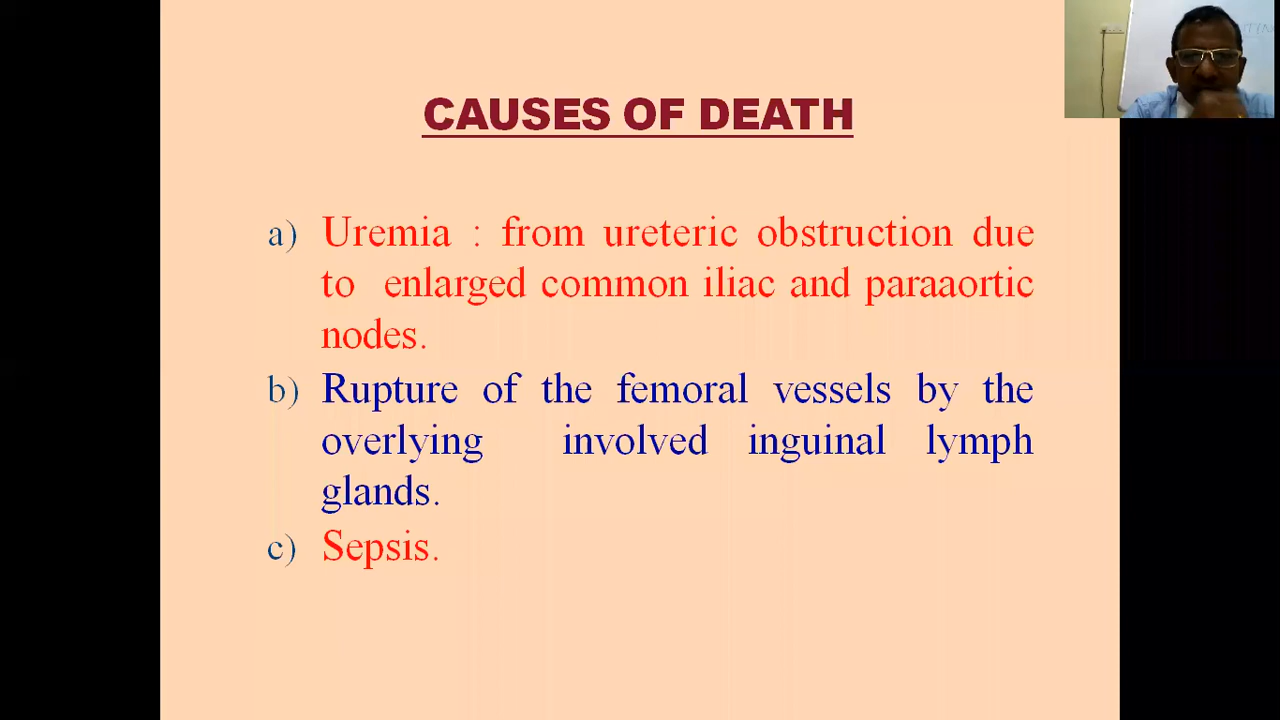 CAUSES OF DEATH
a) Uremia : from ureteric obstruction due
to enlarged common iliac and paraaortic
nodes.
b) Rupture of the femoral vessels by the
overlying involved inguinal lymph
glands.
c) Sepsis.